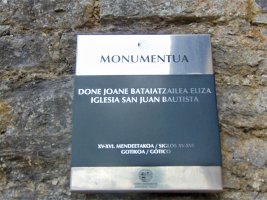 MONUMENTUA
DONE JOANE BATAIATZAILEA ELIZA
IGLESIA SAN JUAN BAUTISTA
XV-XVI. MENDEETAKOA / SIGLOS XV-XVI
GOTIKOA / GÓTICO